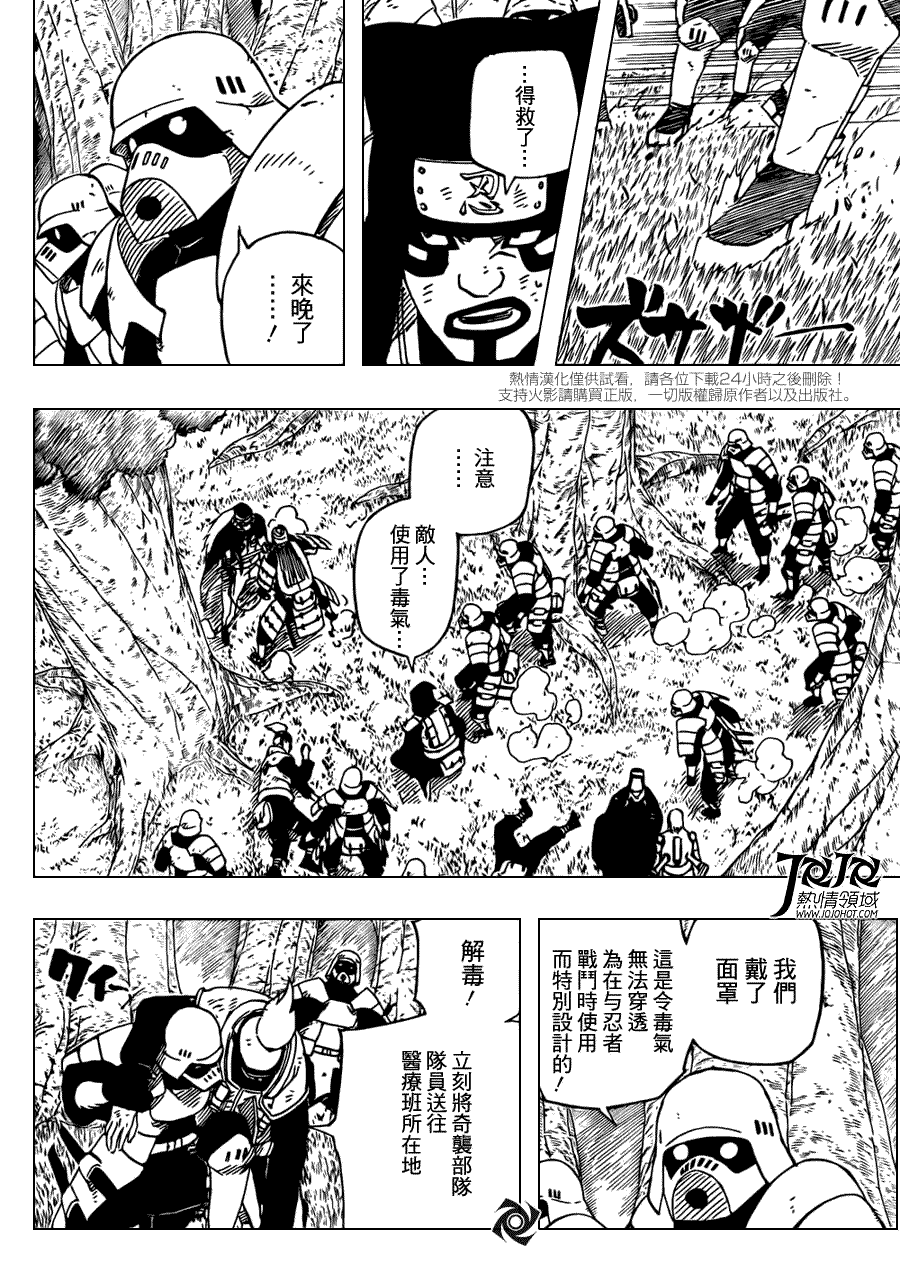 ズザザー
…得救了…
忍
來晚了
……！
熱情漢化僅供試看，請各位下載24小時之後刪除！
支持火影請購買正版，一切版權歸原作者以及出版社。
注意
……
敵人…
使用了毒氣…
JOJO
熱情領域
WWW.JOJOHOT.COM
我們
戴了
面罩
這是令毒氣
無法穿透
為在与忍者
戰鬥時使用
而特別設計的！
解毒！
立刻將奇襲部隊
隊員送往
醫療班所在地
クイー